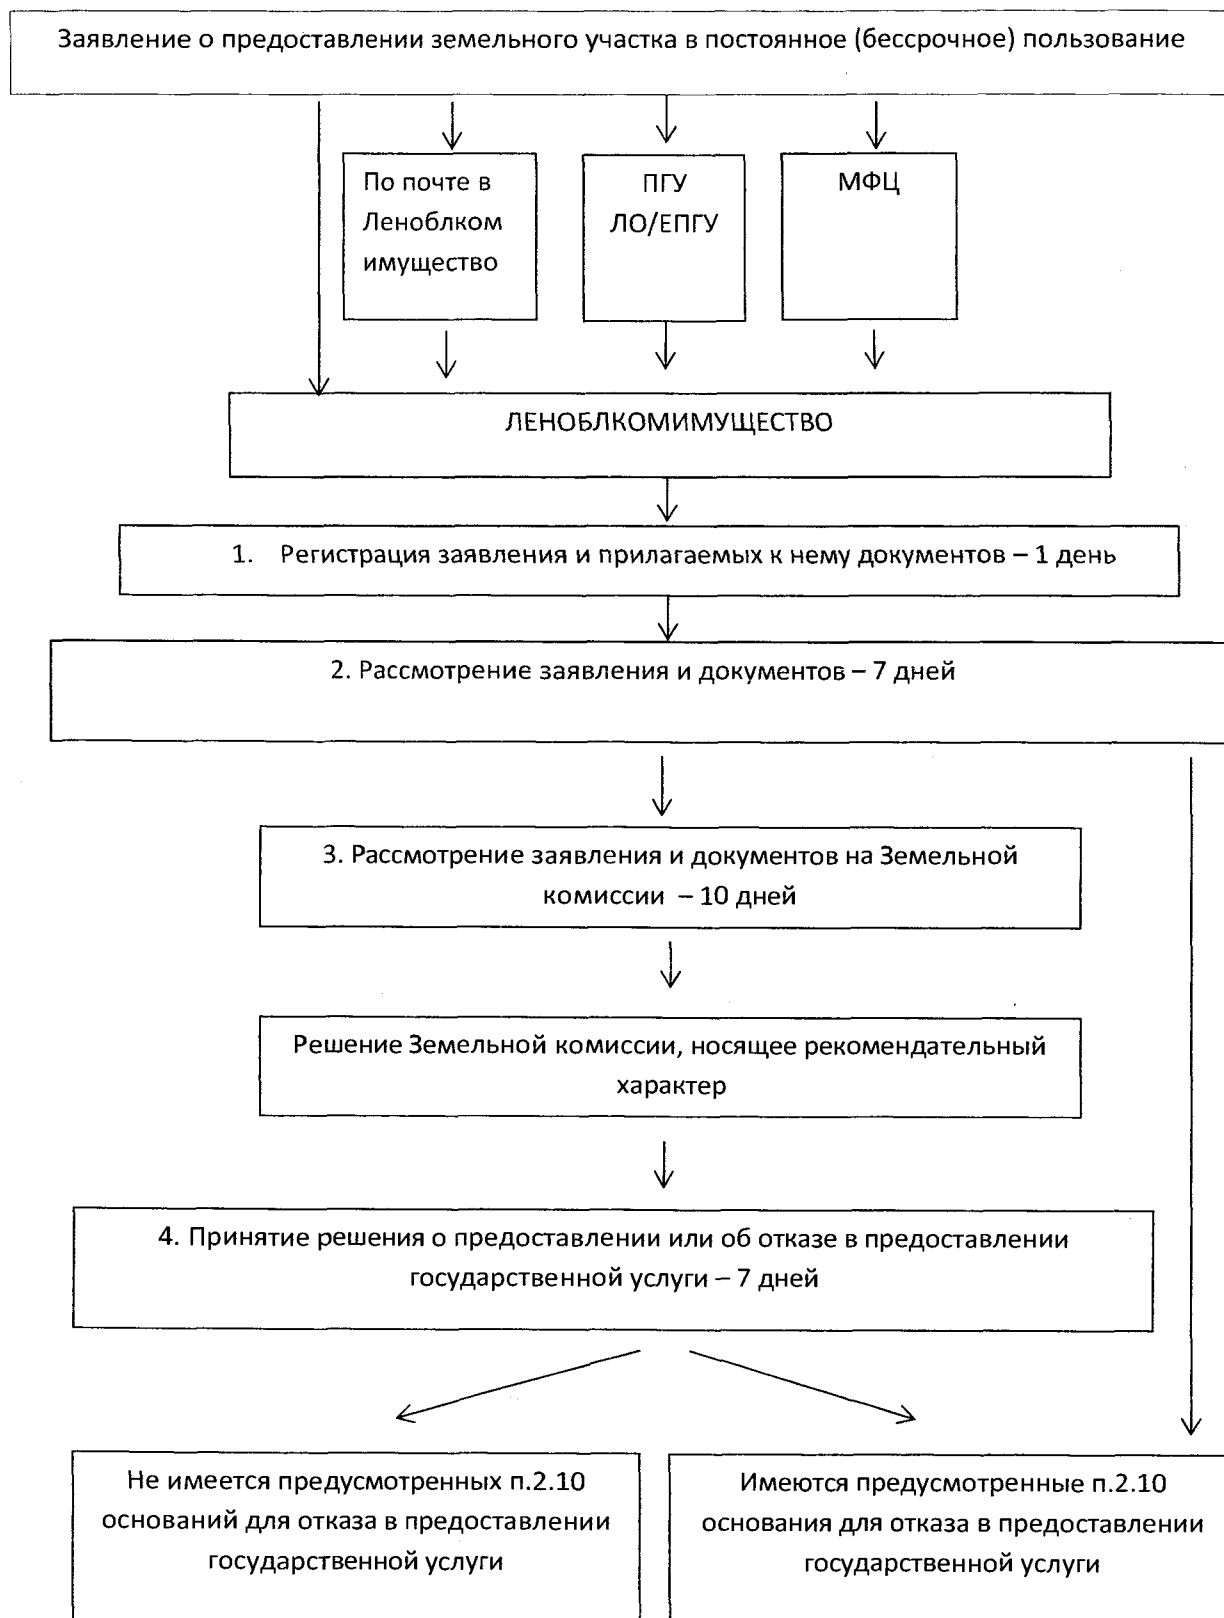 Заявление о предоставлении земельного участка в постоянное (бессрочное) пользование
По почте в
Леноблком
имущество
ПГУ
ЛО/ЕПГУ
МФЦ
ЛЕНОБЛКОМИМУЩЕСТВО
1. Регистрация заявления и прилагаемых к нему документов – 1 день
2. Рассмотрение заявления и документов – 7 дней
3. Рассмотрение заявления и документов на Земельной
комиссии – 10 дней
Решение Земельной комиссии, носящее рекомендательный
характер
4. Принятие решения о предоставлении или об отказе в предоставлении
государственной услуги – 7 дней
Не имеется предусмотренных п.2.10
оснований для отказа в предоставлении
государственной услуги
Имеются предусмотренные п.2.10
основания для отказа в предоставлении
государственной услуги